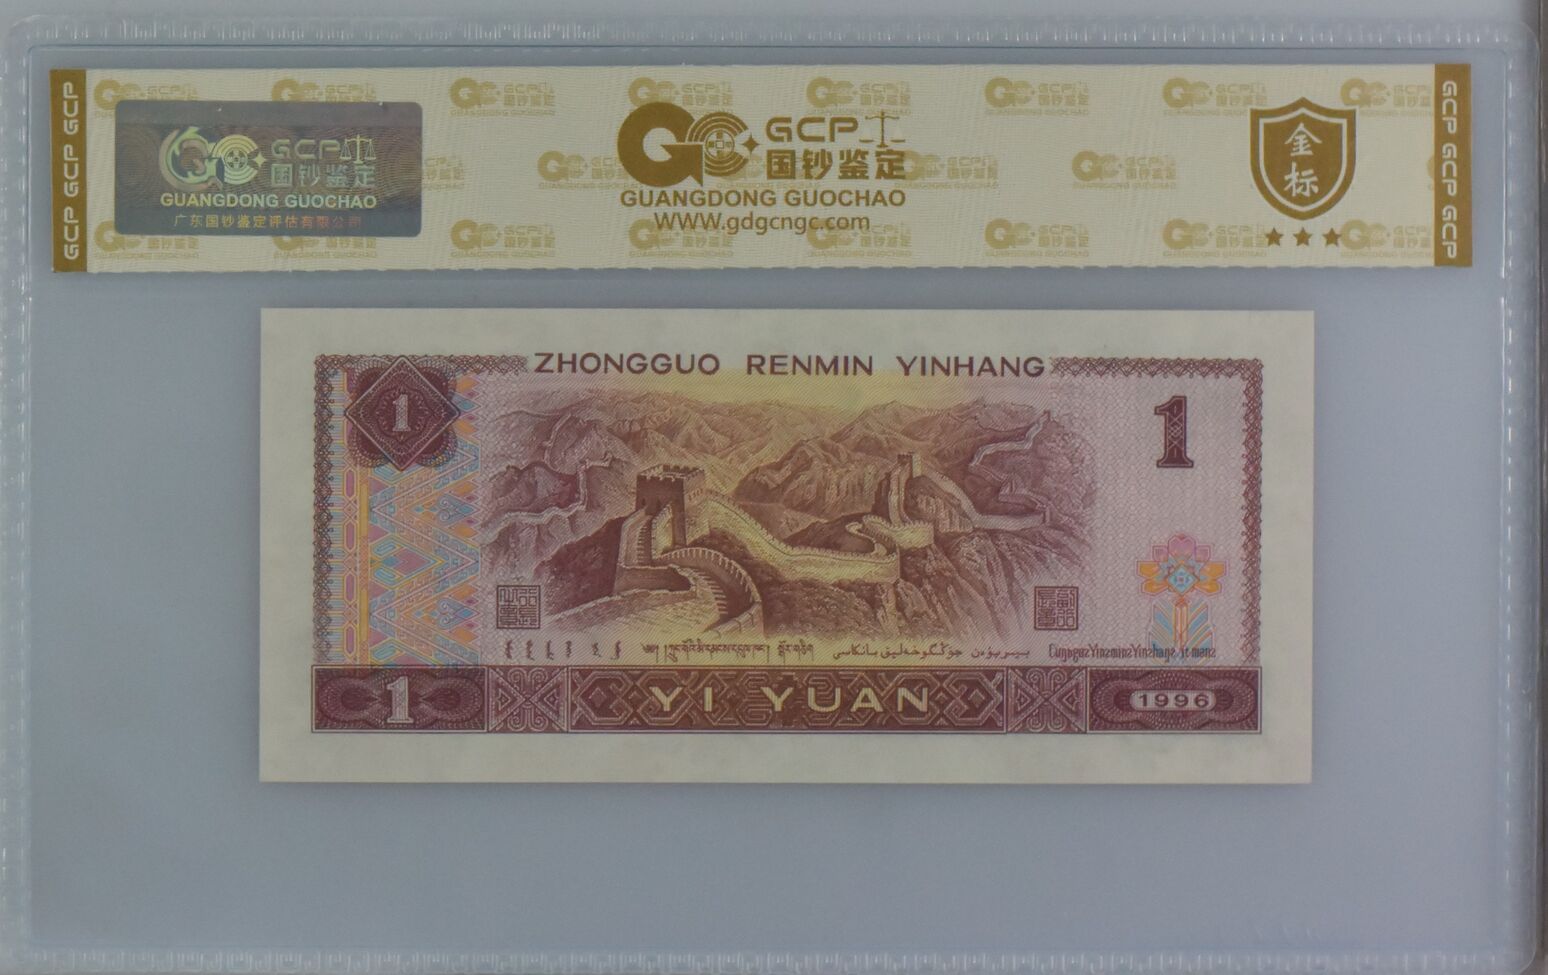 GCP GCP GCP
GCP
国钞鉴定
GUANGDONG GUOCHAO
广东国钞鉴定评估有限公司
GCP
国钞鉴定
GUANGDONG GUOCHAO
WWW.gdgcngc.com
金
标
GCP GCP GCP
ZHONGGUO RENMIN YINHANG
1
1
1
YI YUAN
1996